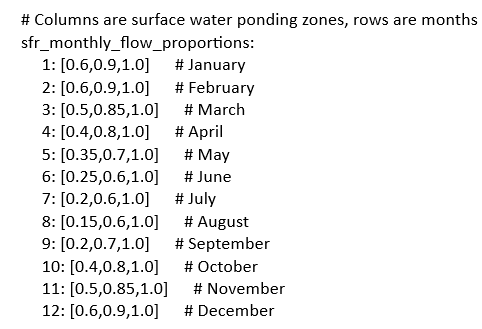 # Columns are surface water ponding zones, rows are months
sfr_monthly_flow_proportions:
1: [0.6,0.9,1.0] # January
2: [0.6,0.9,1.0] # February
3: [0.5,0.85,1.0] # March
4: [0.4,0.8,1.0] # April
5: [0.35,0.7,1.0] # May
6: [0.25,0.6,1.0] # June
7: [0.2,0.6,1.0] # July
8: [0.15,0.6,1.0] # August
9: [0.2,0.7,1.0] # September
10: [0.4,0.8,1.0] # October
11: [0.5,0.85,1.0] # November
12: [0.6,0.9,1.0] # December